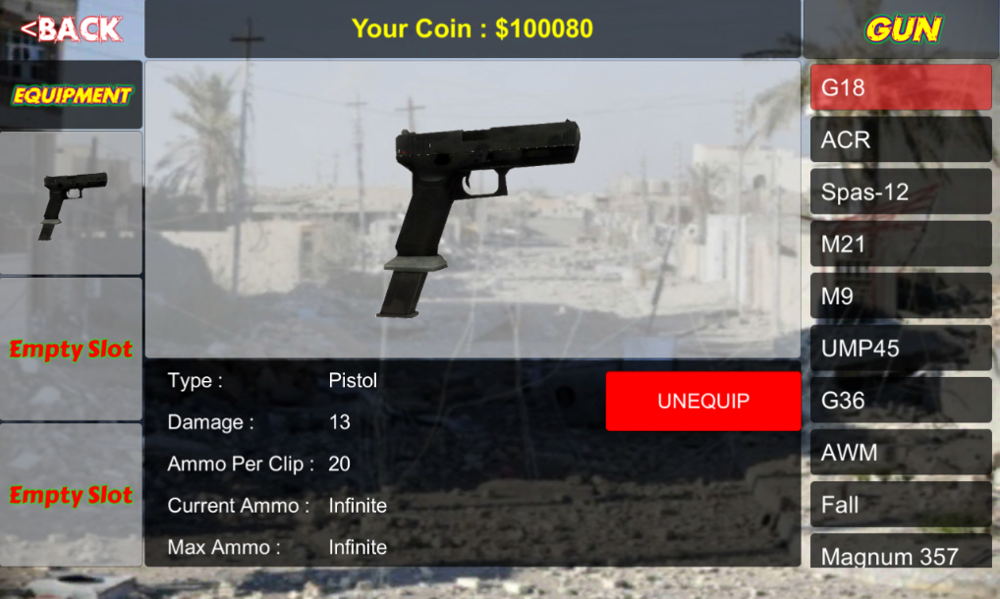 <BACK
Your Coin : $100080
GUN
EQUIPMENT
Empty Slot
Empty Slot
Type : Pistol
Damage : 13
Ammo Per Clip : 20
Current Ammo : Infinite
Max Ammo : Infinite
UNEQUIP
G18
ACR
Spas-12
M21
M9
UMP45
G36
AWM
Fall
Magnum 357